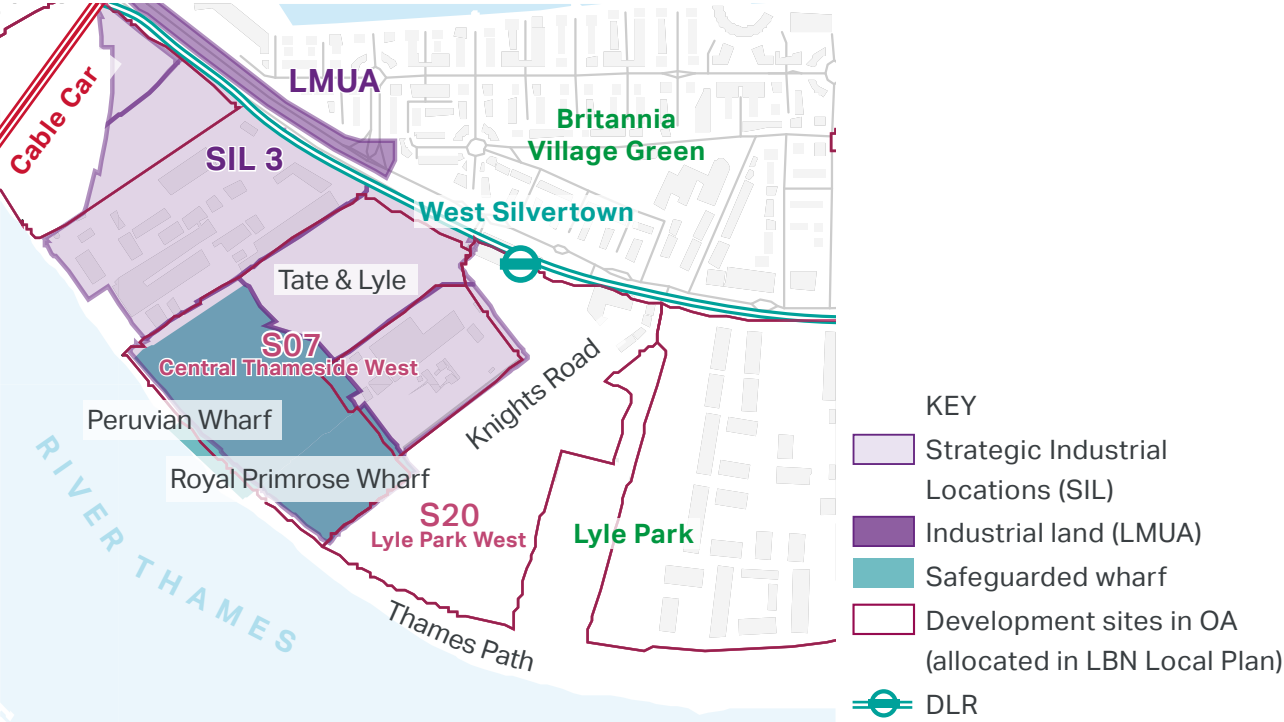 LMUA
Cable Car
Britannia
Village Green
SIL 3
West Silvertown
Tate & Lyle
S07
Central Thameside West
Knights Road
Peruvian Wharf
Royal Primrose Wharf
RIVER THAMES
S20
Lyle Park West
Lyle Park
Thames Path
KEY
Strategic Industrial
Locations (SIL)
Industrial land (LMUA)
Safeguarded wharf
Development sites in OA
(allocated in LBN Local Plan)
DLR